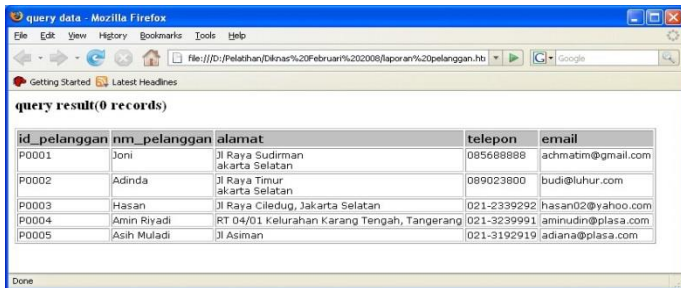 query data - Mozilla Firefox
File Edit View History Bookmarks Tools Help
file:///D:/Pelatihan/Diknas%20Februari%202008/laporan%20pelanggan.htm Google
Getting Started Latest Headlines
query result(0 records)
id_pelanggan nm_pelanggan alamat telepon email
P0001 Joni Jl Raya Sudirman 085688888 achmatim@gmail.com
akarta Selatan
P0002 Adinda Jl Raya Timur 089023800 budi@luhur.com
akarta Selatan
P0003 Hasan Jl Raya Ciledug, Jakarta Selatan 021-2339292 hasan02@yahoo.com
P0004 Amin Riyadi RT 04/01 Kelurahan Karang Tengah, Tangerang 021-3239991 aminudin@plasa.com
P0005 Asih Muladi Jl Asiman 021-3192919 adiana@plasa.com
Done